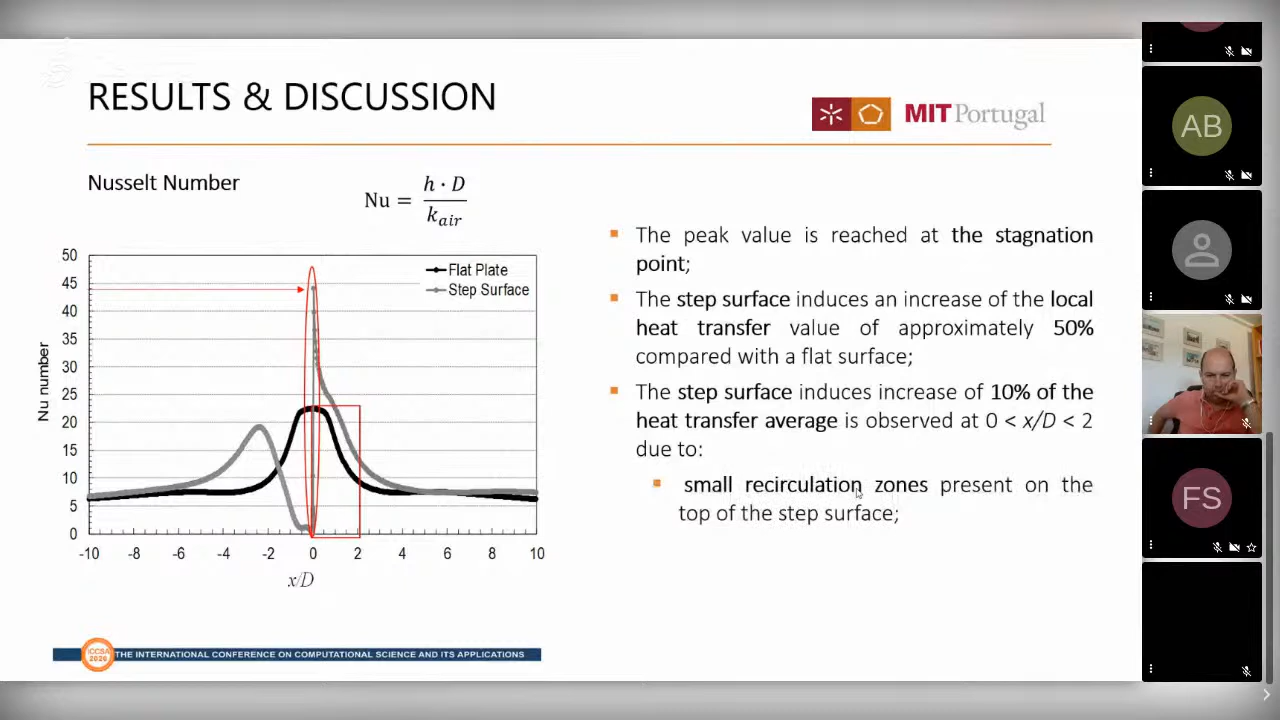 RESULTS & DISCUSSION
MIT Portugal
Nusselt Number
Nu = h · D / k_air
50
45
40
35
30
25
20
15
10
5
0
Nu number
Flat Plate
Step Surface
-10 -8 -6 -4 -2 0 2 4 6 8 10
x/D
The peak value is reached at the stagnation
point;
The step surface induces an increase of the local
heat transfer value of approximately 50%
compared with a flat surface;
The step surface induces increase of 10% of the
heat transfer average is observed at 0 < x/D < 2
due to:
small recirculation zones present on the
top of the step surface;
ICCSA
THE INTERNATIONAL CONFERENCE ON COMPUTATIONAL SCIENCE AND ITS APPLICATIONS
AB
FS